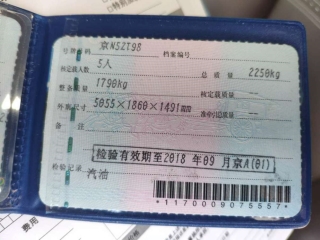 号牌号码 京N5ZT98 档案编号
核定载人数 5人 总质量 2250kg
整备质量 1790kg 核定载质量
外廓尺寸 5055×1860×1491mm 准牵引总质量
备注
检验有效期至2018年09月京A(01)
检验记录 汽油
*1170009075557*
费用